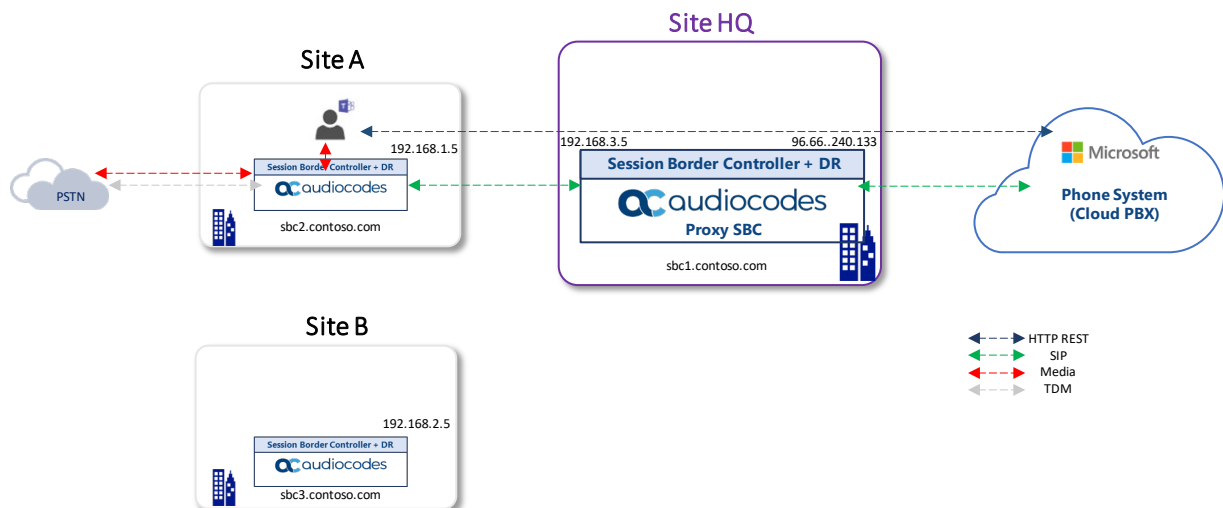 Site HQ
Site A
192.168.1.5
Session Border Controller + DR
audiocodes
sbc2.contoso.com
PSTN
192.168.3.5
96.66..240.133
Session Border Controller + DR
audiocodes
Proxy SBC
sbc1.contoso.com
Microsoft
Phone System
(Cloud PBX)
Site B
192.168.2.5
Session Border Controller + DR
audiocodes
sbc3.contoso.com
HTTP REST
SIP
Media
TDM